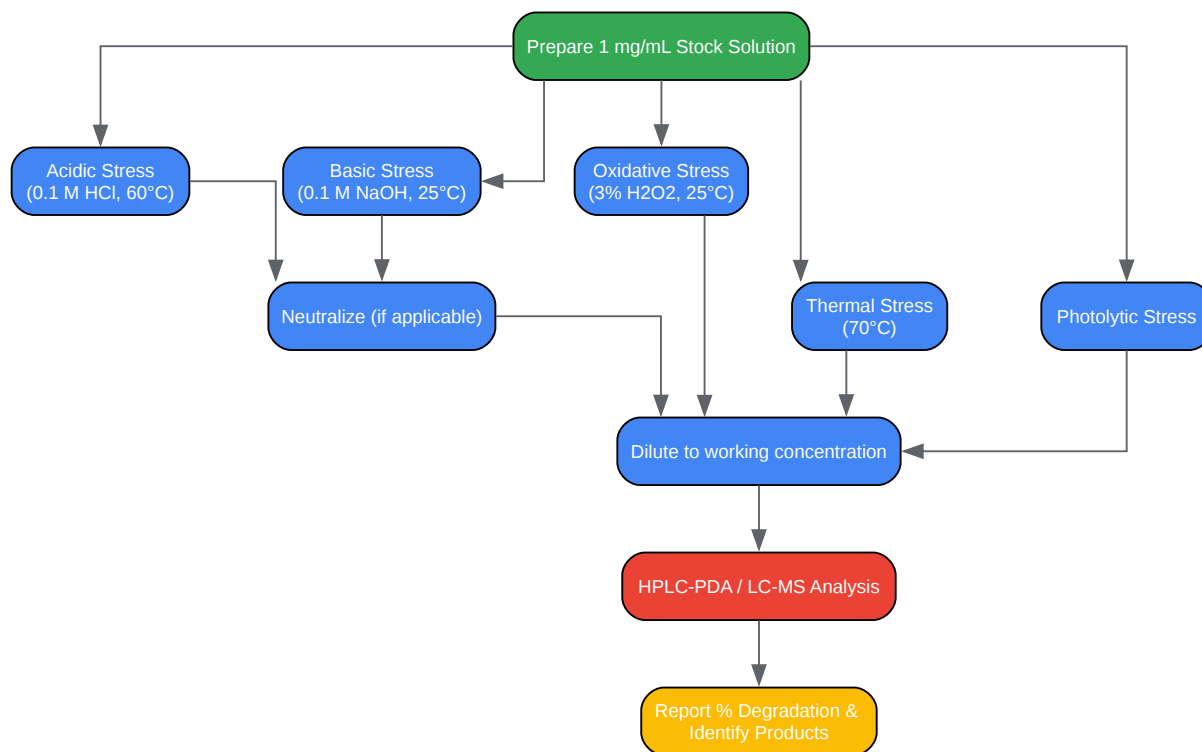 Prepare 1 mg/mL Stock Solution
Acidic Stress
(0.1 M HCl, 60°C)
Basic Stress
(0.1 M NaOH, 25°C)
Oxidative Stress
(3% H2O2, 25°C)
Neutralize (if applicable)
Thermal Stress
(70°C)
Photolytic Stress
Dilute to working concentration
HPLC-PDA / LC-MS Analysis
Report % Degradation &
Identify Products